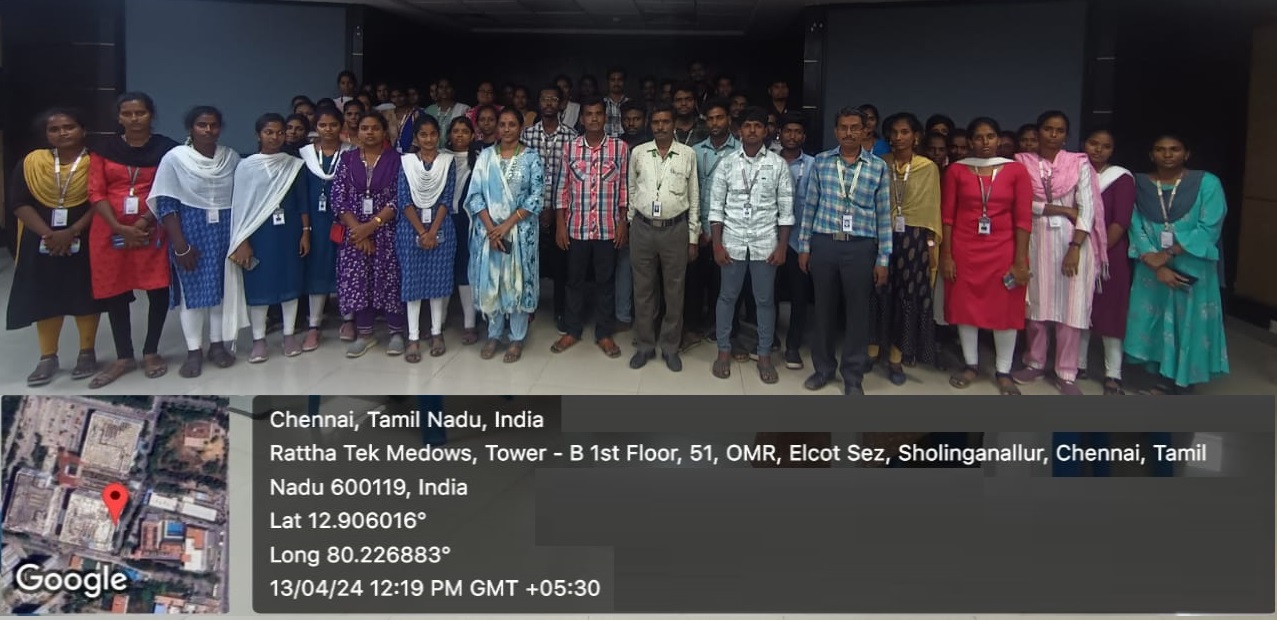 Chennai, Tamil Nadu, India
Rattha Tek Medows, Tower - B 1st Floor, 51, OMR, Elcot Sez, Sholinganallur, Chennai, Tamil
Nadu 600119, India
Lat 12.906016°
Long 80.226883°
13/04/24 12:19 PM GMT +05:30
Google